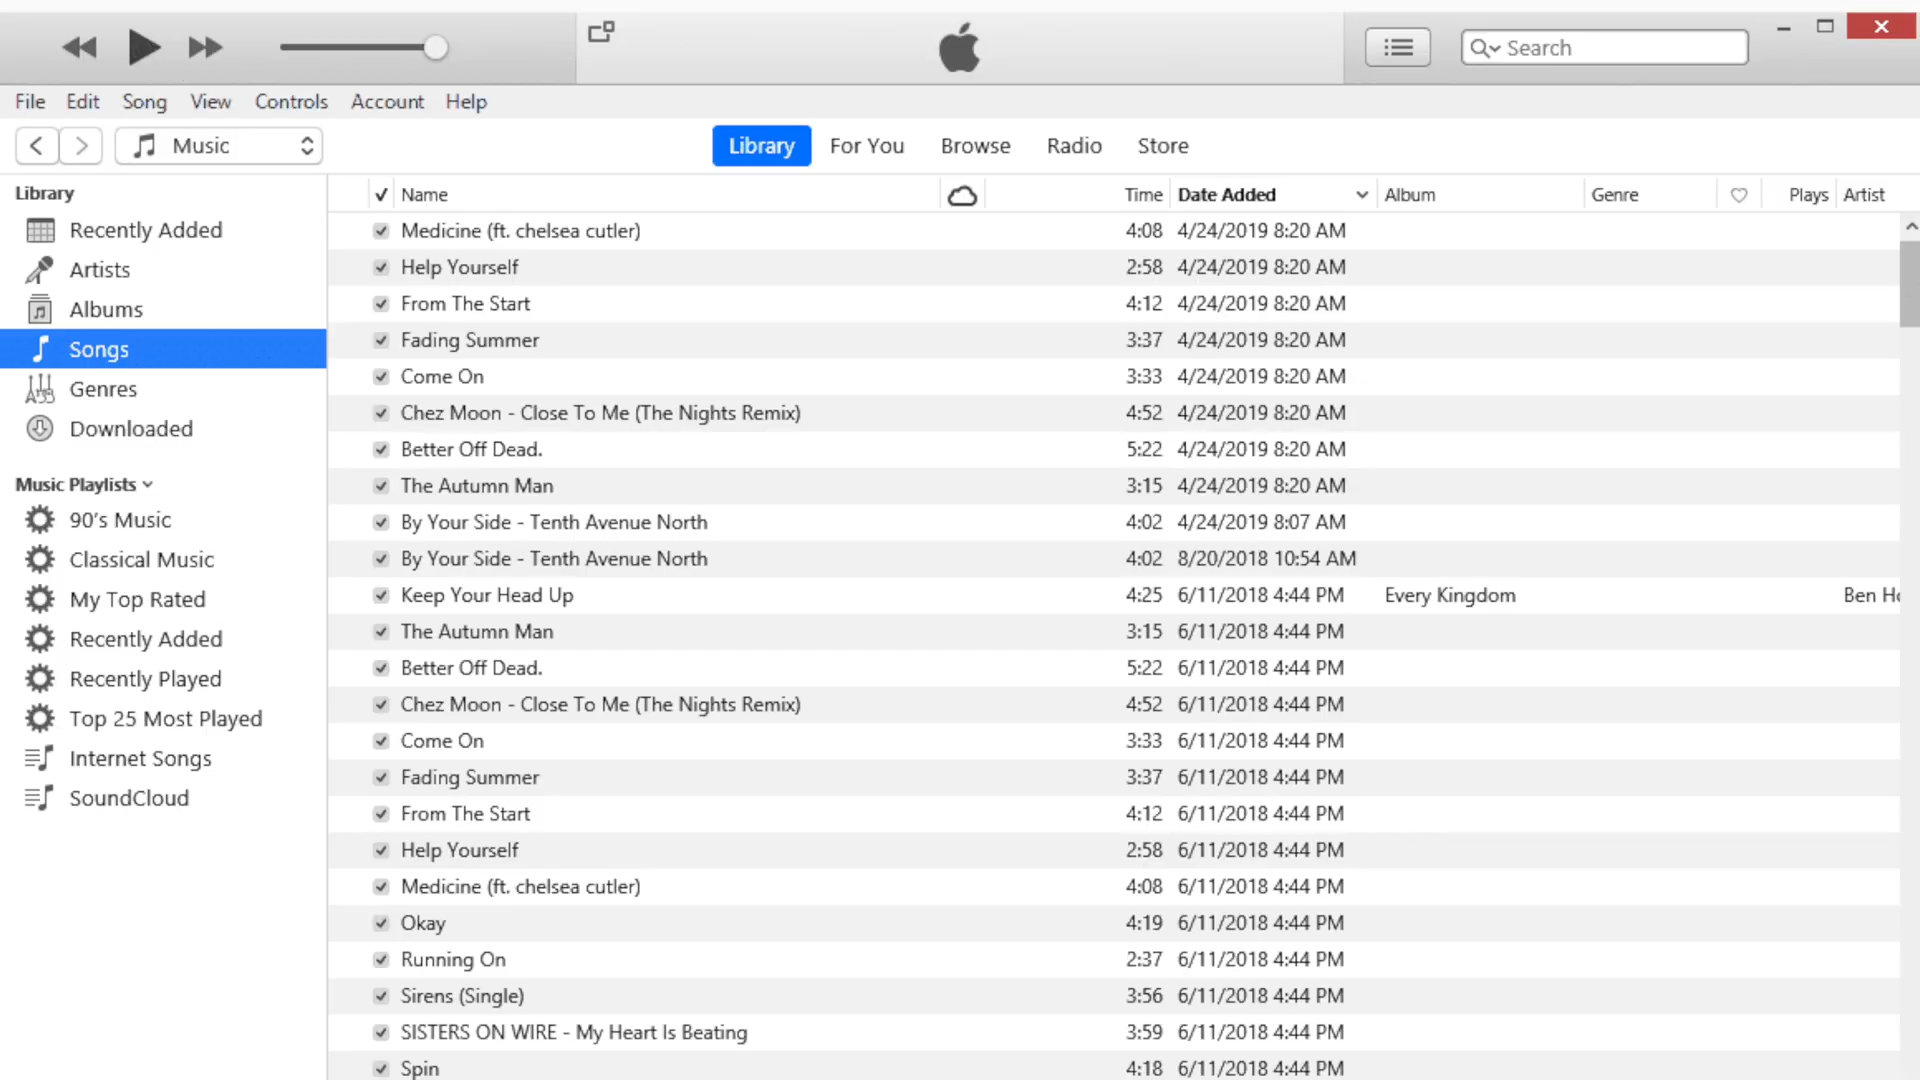 Search
File Edit Song View Controls Account Help
Music Library For You Browse Radio Store
Library
Recently Added
Artists
Albums
Songs
Genres
Downloaded
Music Playlists
90's Music
Classical Music
My Top Rated
Recently Added
Recently Played
Top 25 Most Played
Internet Songs
SoundCloud
Name Time Date Added Album Genre Plays Artist
Medicine (ft. chelsea cutler) 4:08 4/24/2019 8:20 AM
Help Yourself 2:58 4/24/2019 8:20 AM
From The Start 4:12 4/24/2019 8:20 AM
Fading Summer 3:37 4/24/2019 8:20 AM
Come On 3:33 4/24/2019 8:20 AM
Chez Moon - Close To Me (The Nights Remix) 4:52 4/24/2019 8:20 AM
Better Off Dead. 5:22 4/24/2019 8:20 AM
The Autumn Man 3:15 4/24/2019 8:20 AM
By Your Side - Tenth Avenue North 4:02 4/24/2019 8:07 AM
By Your Side - Tenth Avenue North 4:02 8/20/2018 10:54 AM
Keep Your Head Up 4:25 6/11/2018 4:44 PM Every Kingdom Ben
The Autumn Man 3:15 6/11/2018 4:44 PM
Better Off Dead. 5:22 6/11/2018 4:44 PM
Chez Moon - Close To Me (The Nights Remix) 4:52 6/11/2018 4:44 PM
Come On 3:33 6/11/2018 4:44 PM
Fading Summer 3:37 6/11/2018 4:44 PM
From The Start 4:12 6/11/2018 4:44 PM
Help Yourself 2:58 6/11/2018 4:44 PM
Medicine (ft. chelsea cutler) 4:08 6/11/2018 4:44 PM
Okay 4:19 6/11/2018 4:44 PM
Running On 2:37 6/11/2018 4:44 PM
Sirens (Single) 3:56 6/11/2018 4:44 PM
SISTERS ON WIRE - My Heart Is Beating 3:59 6/11/2018 4:44 PM
Spin 4:18 6/11/2018 4:44 PM